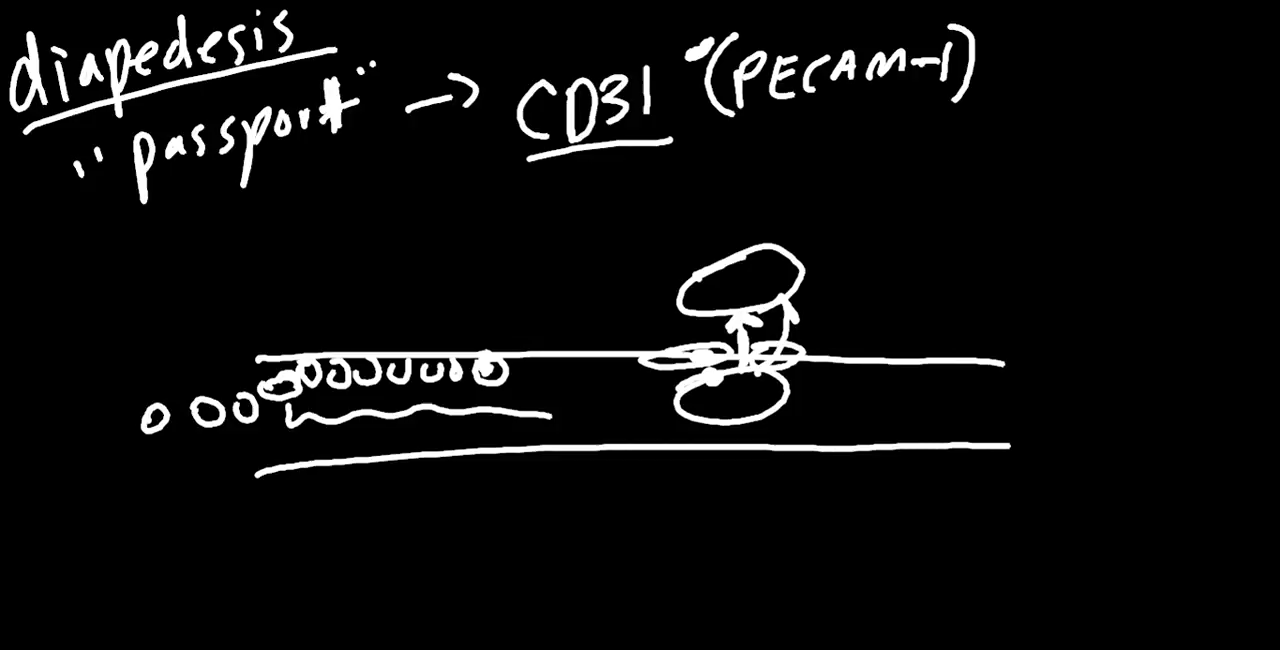 diapedesis
"passport" → CD31 (PECAM-1)